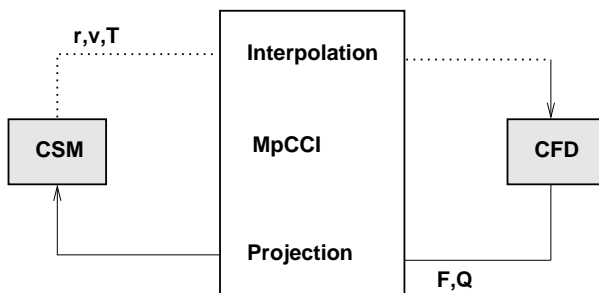 r,v,T
Interpolation
CSM
MpCCI
CFD
Projection
F,Q